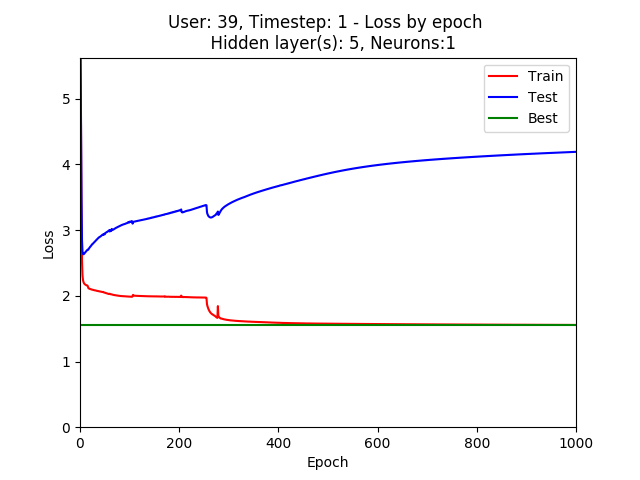 User: 39, Timestep: 1 - Loss by epoch
Hidden layer(s): 5, Neurons:1
Train
Test
Best
5
4
3
2
1
0
Loss
0 200 400 600 800 1000
Epoch